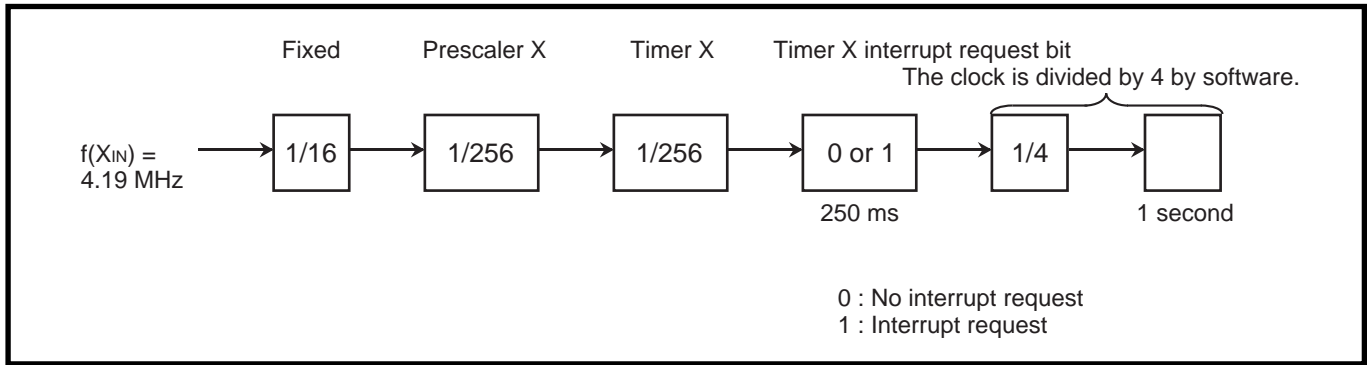 Fixed
Prescaler X
Timer X
Timer X interrupt request bit
The clock is divided by 4 by software.
f(XIN) =
4.19 MHz
1/16
1/256
1/256
0 or 1
1/4
250 ms
1 second
0 : No interrupt request
1 : Interrupt request